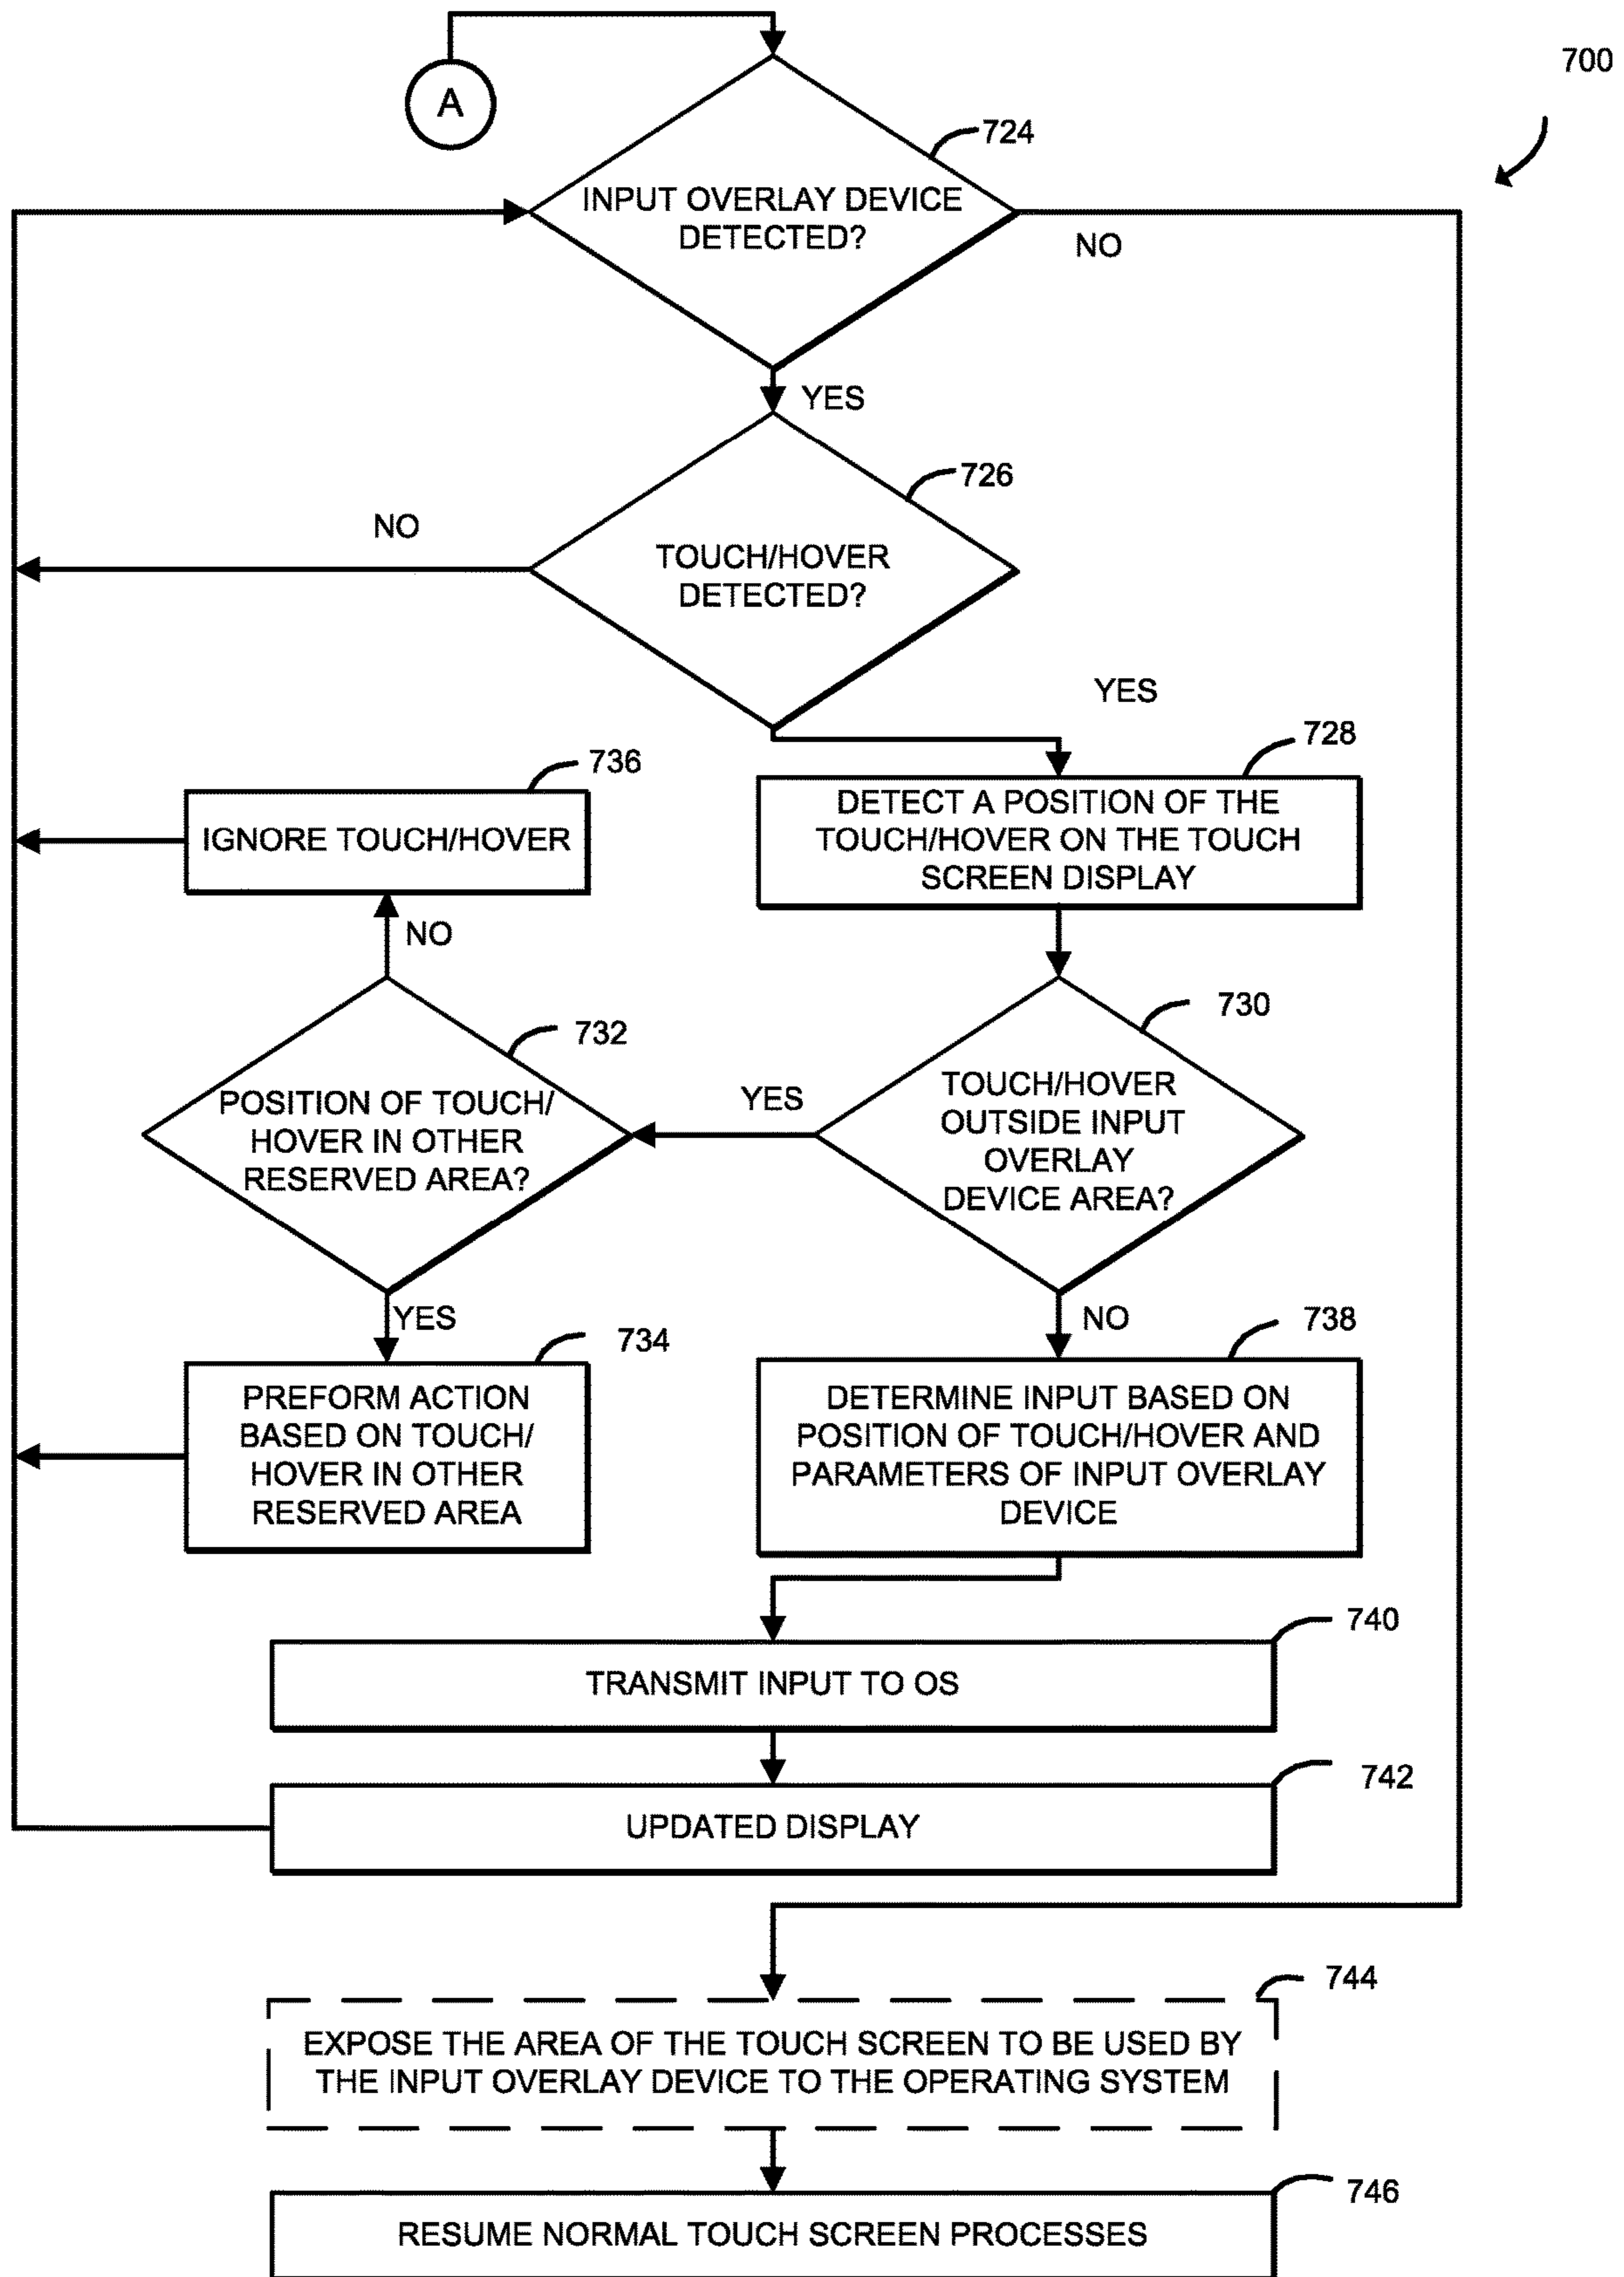 700
A
724
INPUT OVERLAY DEVICE
DETECTED?
NO
YES
726
TOUCH/HOVER
DETECTED?
NO
YES
728
DETECT A POSITION OF THE
TOUCH/HOVER ON THE TOUCH
SCREEN DISPLAY
736
IGNORE TOUCH/HOVER
NO
730
TOUCH/HOVER
OUTSIDE INPUT
OVERLAY
DEVICE AREA?
YES
732
POSITION OF TOUCH/
HOVER IN OTHER
RESERVED AREA?
YES
NO
734
PREFORM ACTION
BASED ON TOUCH/
HOVER IN OTHER
RESERVED AREA
738
DETERMINE INPUT BASED ON
POSITION OF TOUCH/HOVER AND
PARAMETERS OF INPUT OVERLAY
DEVICE
740
TRANSMIT INPUT TO OS
742
UPDATED DISPLAY
744
EXPOSE THE AREA OF THE TOUCH SCREEN TO BE USED BY
THE INPUT OVERLAY DEVICE TO THE OPERATING SYSTEM
746
RESUME NORMAL TOUCH SCREEN PROCESSES